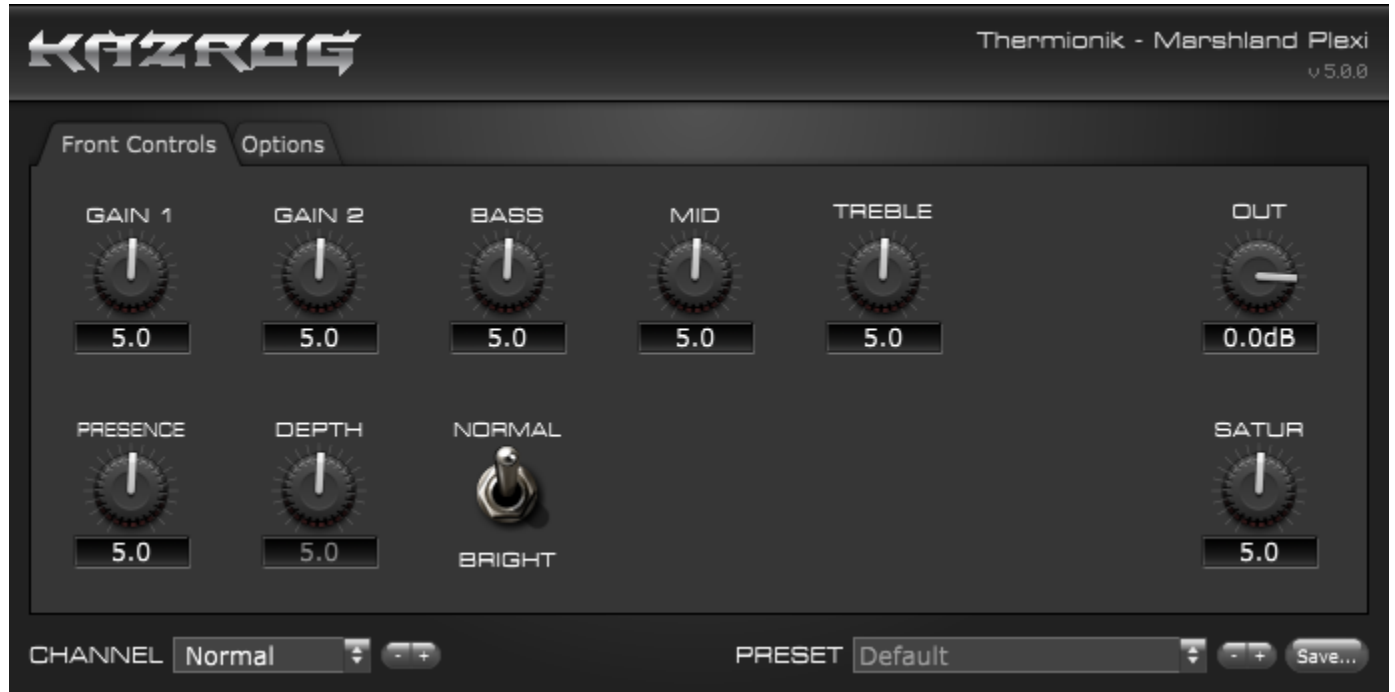 KAZROG
Thermionik - Marshland Plexi
v 5.0.0
Front Controls Options
GAIN 1 GAIN 2 BASS MID TREBLE OUT
5.0 5.0 5.0 5.0 5.0 0.0dB
PRESENCE DEPTH NORMAL SATUR
5.0 5.0 BRIGHT 5.0
CHANNEL Normal - + PRESET Default - + Save...